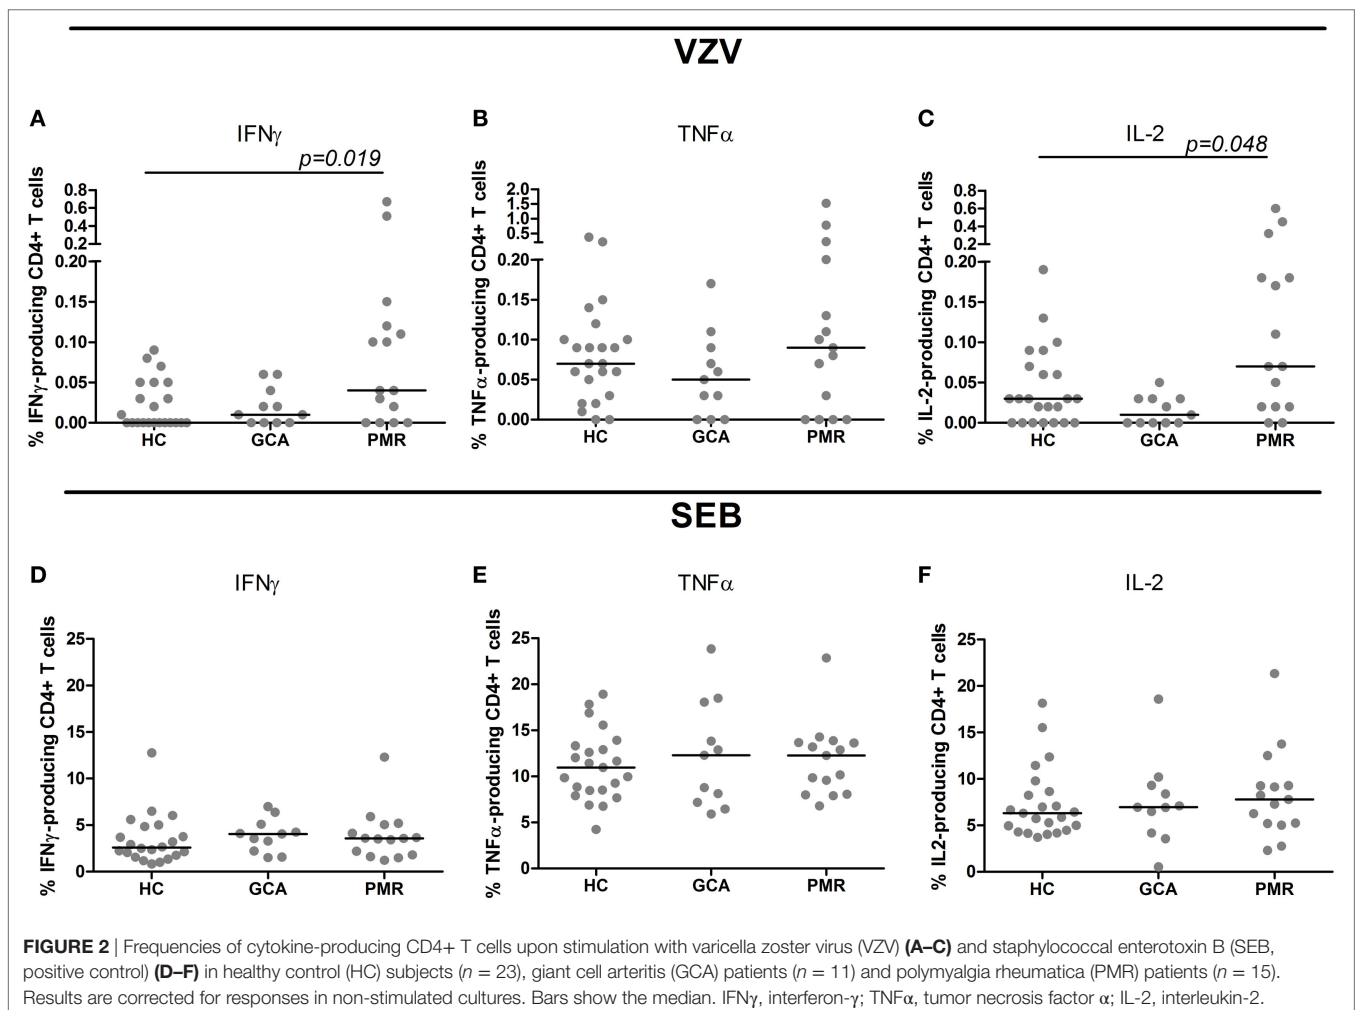 VZV
A
IFNγ
p=0.019
% IFNγ-producing CD4+ T cells
0.8
0.6
0.4
0.2
0.20
0.15
0.10
0.05
0.00
HC GCA PMR
B
TNFα
% TNFα-producing CD4+ T cells
2.0
1.5
1.0
0.5
0.20
0.15
0.10
0.05
0.00
HC GCA PMR
C
IL-2
p=0.048
% IL-2-producing CD4+ T cells
0.8
0.6
0.4
0.2
0.20
0.15
0.10
0.05
0.00
HC GCA PMR
SEB
D
IFNγ
% IFNγ-producing CD4+ T cells
25
20
15
10
5
0
HC GCA PMR
E
TNFα
% TNFα-producing CD4+ T cells
25
20
15
10
5
0
HC GCA PMR
F
IL-2
% IL2-producing CD4+ T cells
25
20
15
10
5
0
HC GCA PMR
FIGURE 2 | Frequencies of cytokine-producing CD4+ T cells upon stimulation with varicella zoster virus (VZV) (A–C) and staphylococcal enterotoxin B (SEB,
positive control) (D–F) in healthy control (HC) subjects (n = 23), giant cell arteritis (GCA) patients (n = 11) and polymyalgia rheumatica (PMR) patients (n = 15).
Results are corrected for responses in non-stimulated cultures. Bars show the median. IFNγ, interferon-γ; TNFα, tumor necrosis factor α; IL-2, interleukin-2.